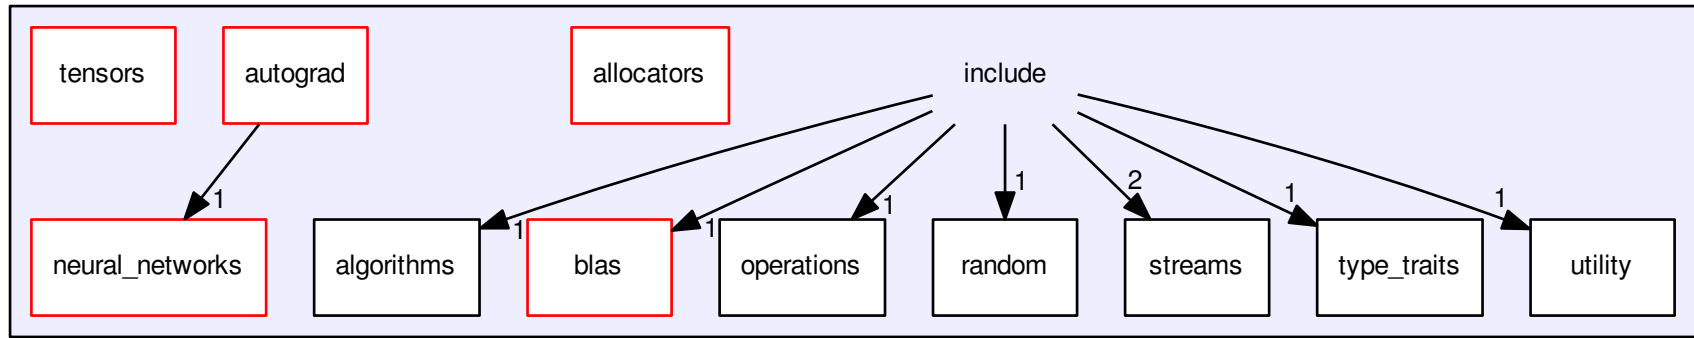 tensors
autograd
allocators
include
1
1
1
1
1
2
1
1
neural_networks
algorithms
blas
operations
random
streams
type_traits
utility